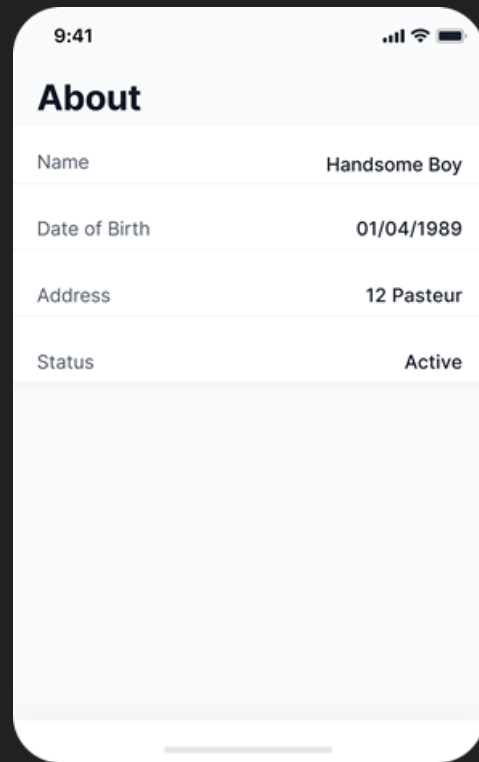 9:41
About
Name Handsome Boy
Date of Birth 01/04/1989
Address 12 Pasteur
Status Active